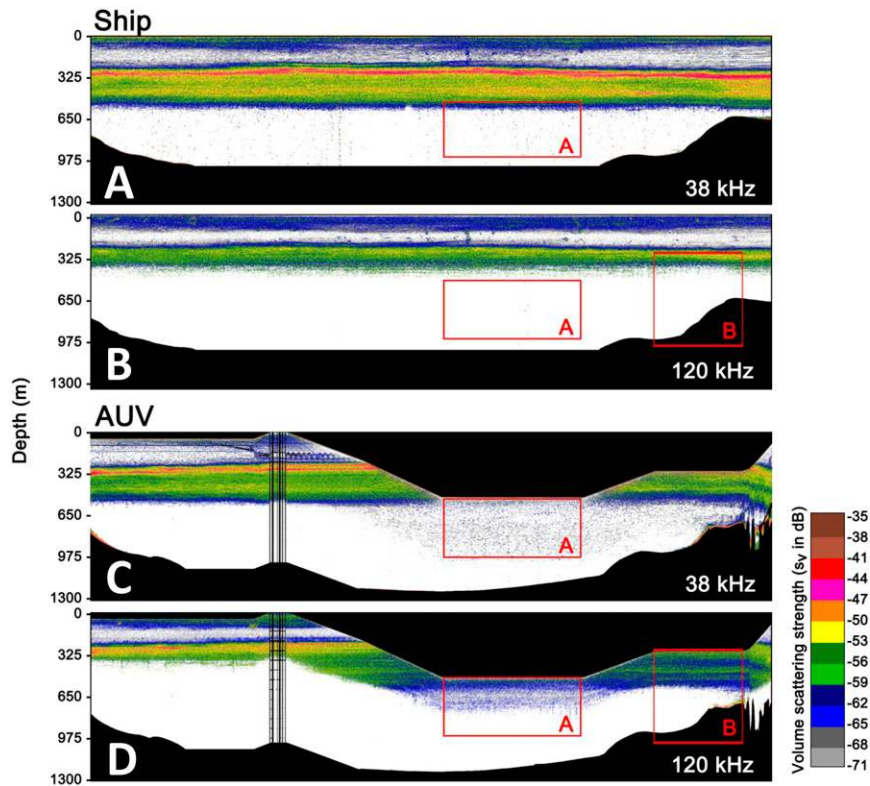 Ship
0
325
650
975
1300
A
A
38 kHz
0
325
650
975
1300
B
A
B
120 kHz
Depth (m)
AUV
0
325
650
975
1300
C
A
38 kHz
0
325
650
975
1300
D
A
B
120 kHz
Volume scattering strength (sv in dB)
-35
-38
-41
-44
-47
-50
-53
-56
-59
-62
-65
-68
-71